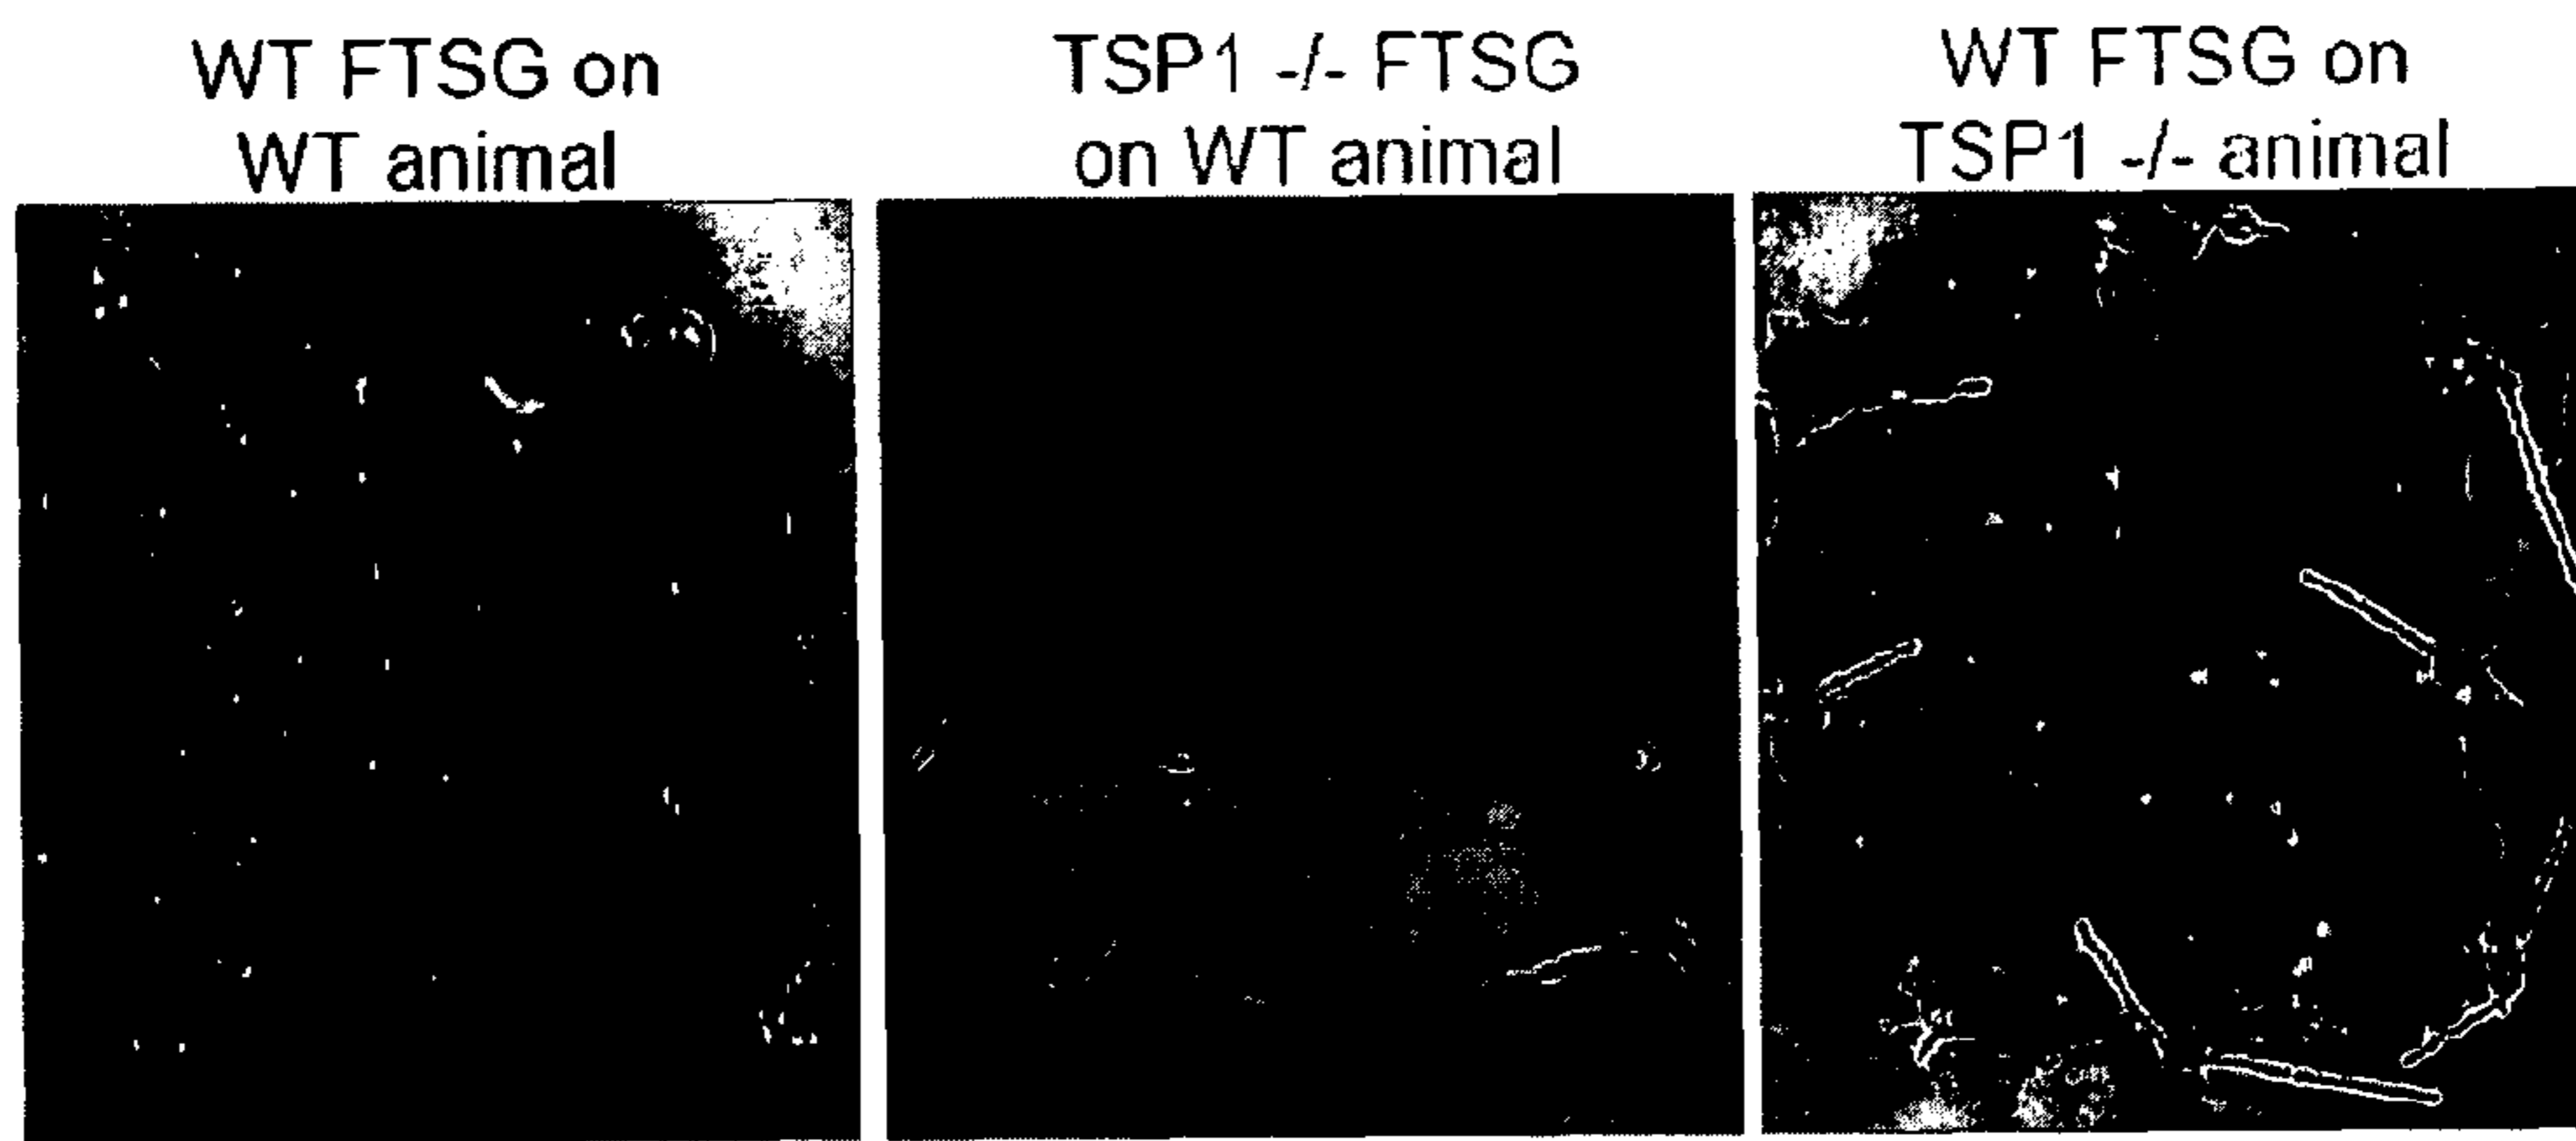 WT FTSG on
WT animal
TSP1 -/- FTSG
on WT animal
WT FTSG on
TSP1 -/- animal